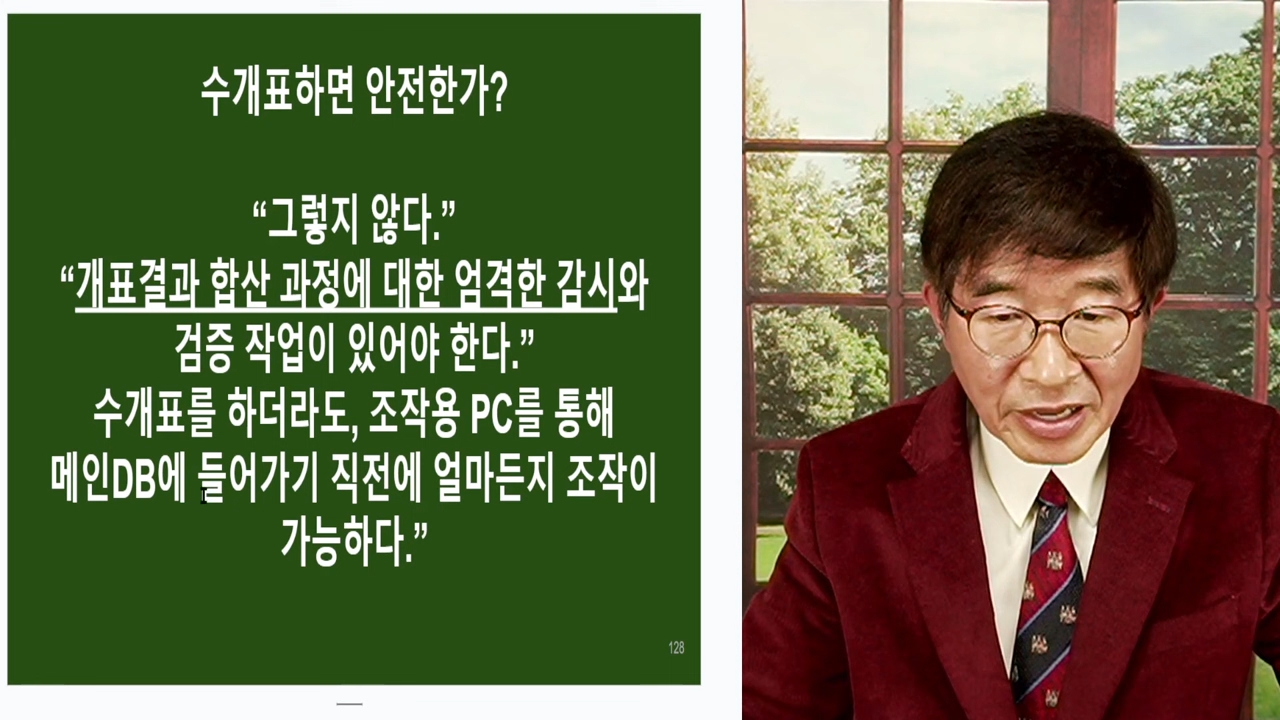 수개표하면 안전한가?
“그렇지 않다.”
“개표결과 합산 과정에 대한 엄격한 감시와
검증 작업이 있어야 한다.”
수개표를 하더라도, 조작용 PC를 통해
메인DB에 들어가기 직전에 얼마든지 조작이
가능하다.”
128